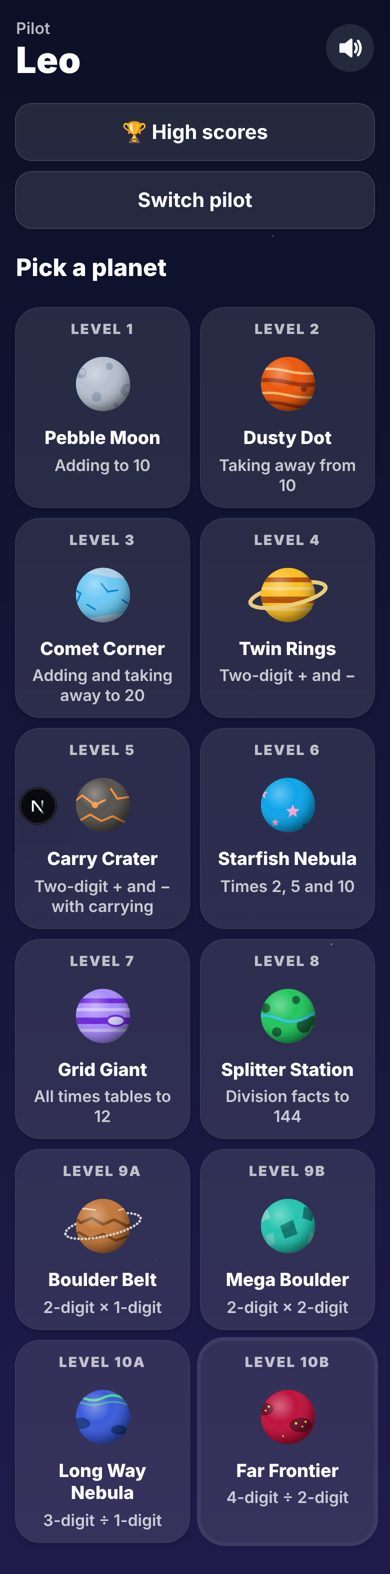 Pilot
Leo
🏆 High scores
Switch pilot
Pick a planet
LEVEL 1
Pebble Moon
Adding to 10
LEVEL 2
Dusty Dot
Taking away from
10
LEVEL 3
Comet Corner
Adding and taking
away to 20
LEVEL 4
Twin Rings
Two-digit + and −
LEVEL 5
N
Carry Crater
Two-digit + and −
with carrying
LEVEL 6
Starfish Nebula
Times 2, 5 and 10
LEVEL 7
Grid Giant
All times tables to
12
LEVEL 8
Splitter Station
Division facts to
144
LEVEL 9A
Boulder Belt
2-digit × 1-digit
LEVEL 9B
Mega Boulder
2-digit × 2-digit
LEVEL 10A
Long Way
Nebula
3-digit ÷ 1-digit
LEVEL 10B
Far Frontier
4-digit ÷ 2-digit